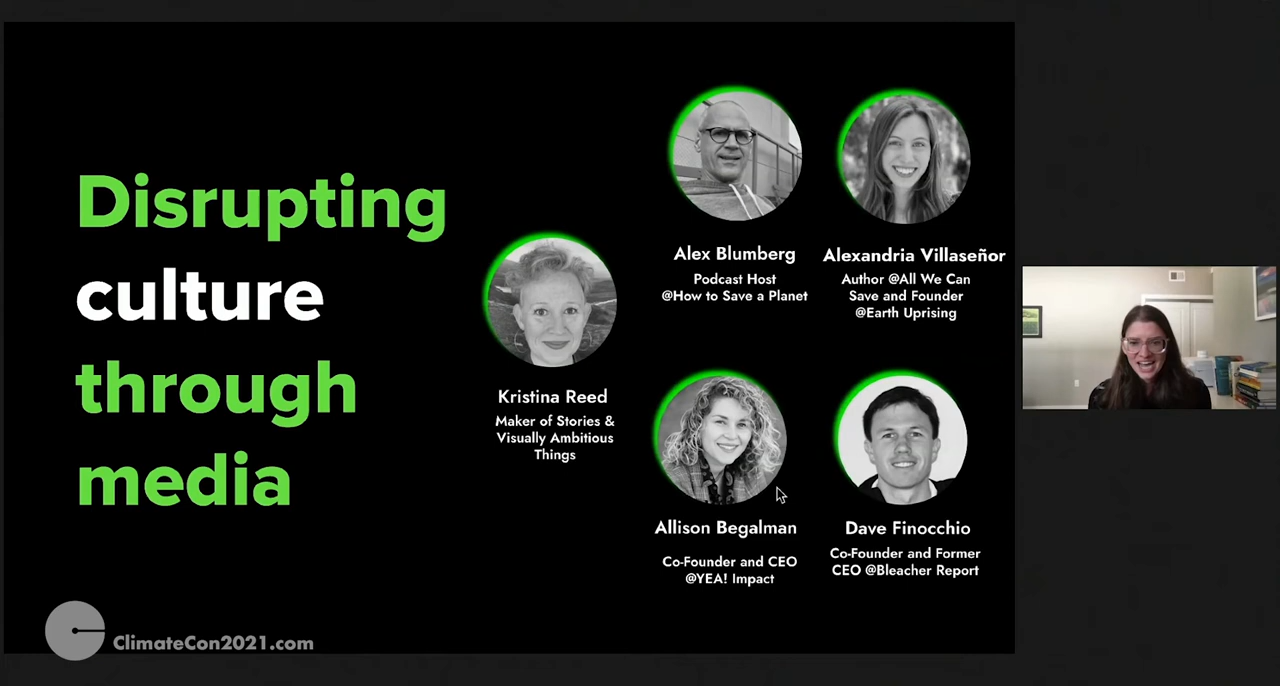 Disrupting
culture
through
media
Kristina Reed
Maker of Stories &
Visually Ambitious
Things
Alex Blumberg
Podcast Host
@How to Save a Planet
Alexandria Villaseñor
Author @All We Can
Save and Founder
@Earth Uprising
Allison Begalman
Co-Founder and CEO
@YEA! Impact
Dave Finocchio
Co-Founder and Former
CEO @Bleacher Report
ClimateCon2021.com